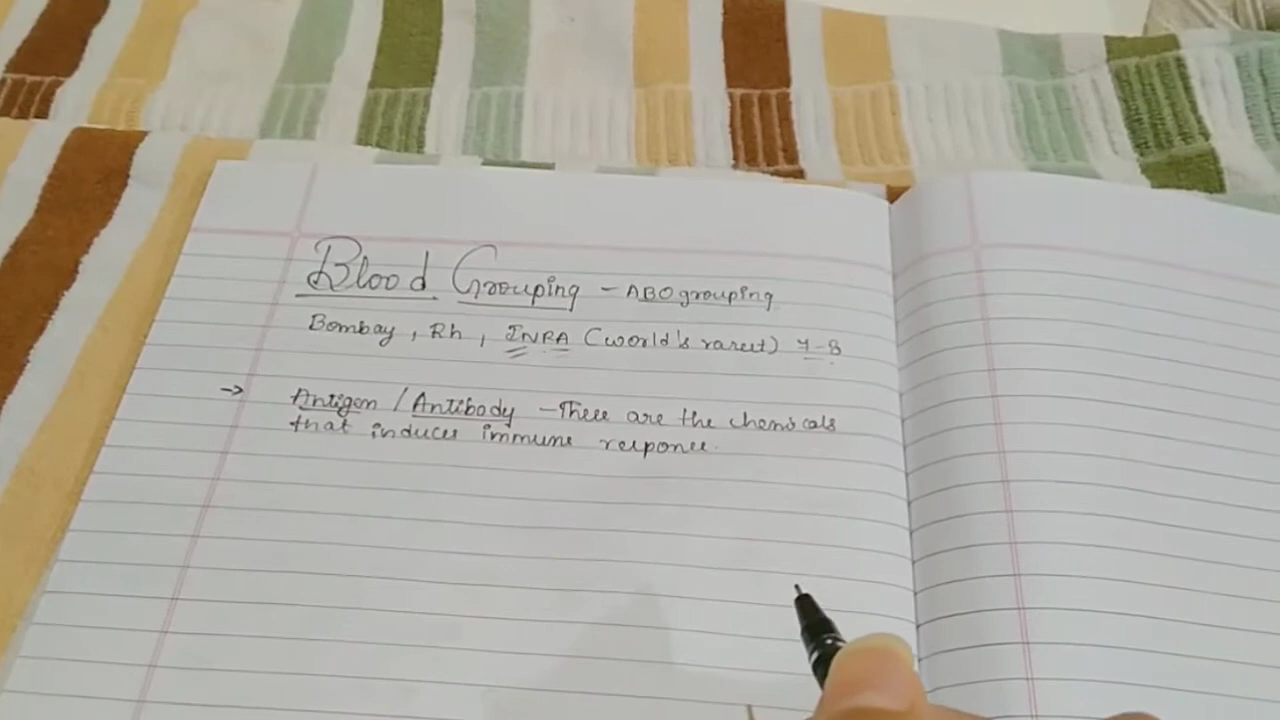 Blood Grouping - ABO grouping
Bombay, Rh, INRA (world's rarest) 7-8
→ Antigen / Antibody - These are the chemicals
that induces immune responce.